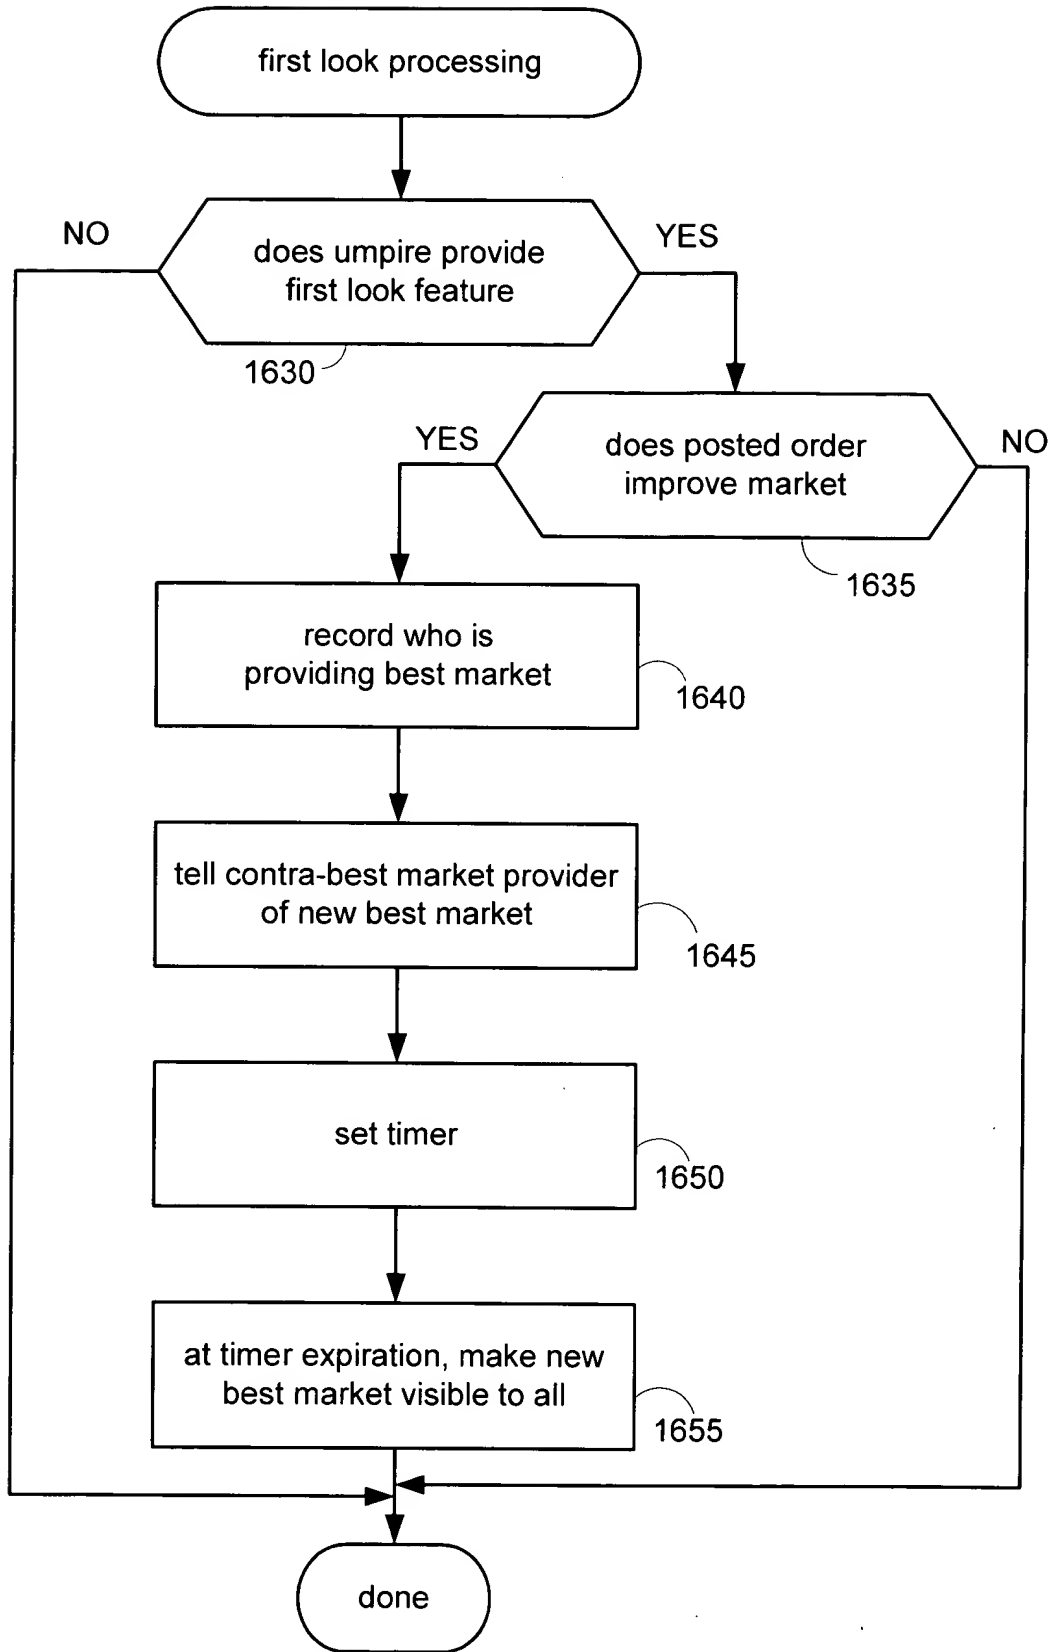 first look processing
NO
YES
does umpire provide
first look feature
1630
YES
NO
does posted order
improve market
1635
record who is
providing best market
1640
tell contra-best market provider
of new best market
1645
set timer
1650
at timer expiration, make new
best market visible to all
1655
done